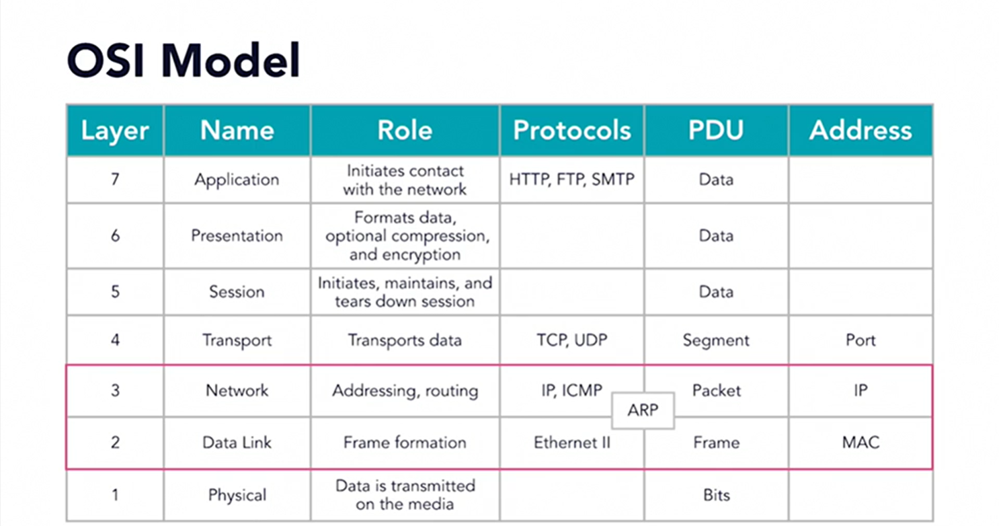 OSI Model
Layer Name Role Protocols PDU Address
7 Application Initiates contact with the network HTTP, FTP, SMTP Data
6 Presentation Formats data, optional compression, and encryption Data
5 Session Initiates, maintains, and tears down session Data
4 Transport Transports data TCP, UDP Segment Port
3 Network Addressing, routing IP, ICMP Packet IP
ARP
2 Data Link Frame formation Ethernet II Frame MAC
1 Physical Data is transmitted on the media Bits